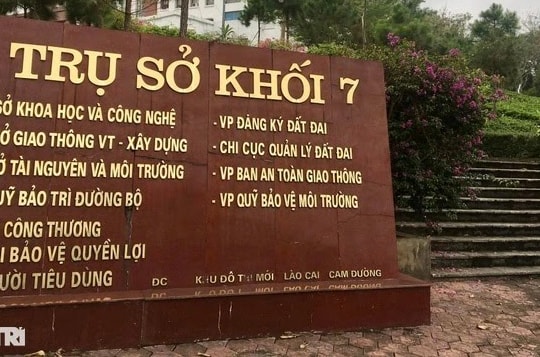 TRỤ SỞ KHỐI 7
SỞ KHOA HỌC VÀ CÔNG NGHỆ
Ở GIAO THÔNG VT - XÂY DỰNG
Ở TÀI NGUYÊN VÀ MÔI TRƯỜNG
QUỸ BẢO TRÌ ĐƯỜNG BỘ
CÔNG THƯƠNG
I BẢO VỆ QUYỀN LỢI
ƯỜI TIÊU DÙNG
- VP ĐĂNG KÝ ĐẤT ĐAI
- CHI CỤC QUẢN LÝ ĐẤT ĐAI
- VP BAN AN TOÀN GIAO THÔNG
- VP QUỸ BẢO VỆ MÔI TRƯỜNG
ĐC KHU ĐÔ THỊ MỚI LÀO CAI CAM ĐƯỜNG
TRÍ